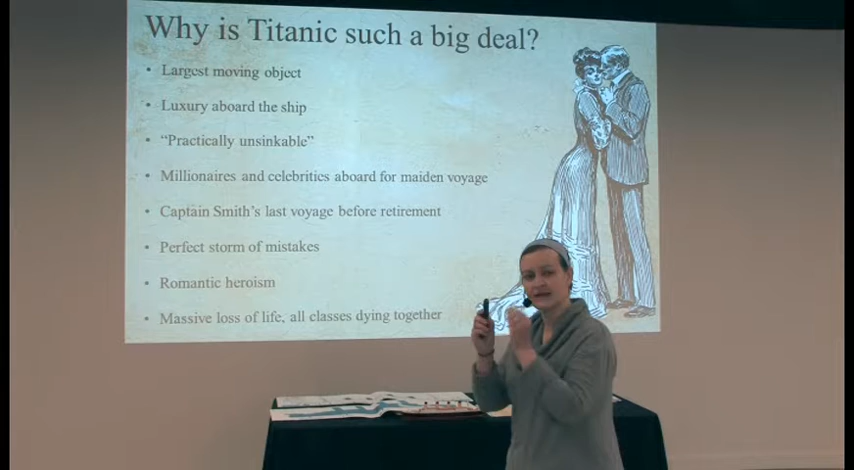 Why is Titanic such a big deal?
• Largest moving object
• Luxury aboard the ship
• “Practically unsinkable”
• Millionaires and celebrities aboard for maiden voyage
• Captain Smith’s last voyage before retirement
• Perfect storm of mistakes
• Romantic heroism
• Massive loss of life, all classes dying together